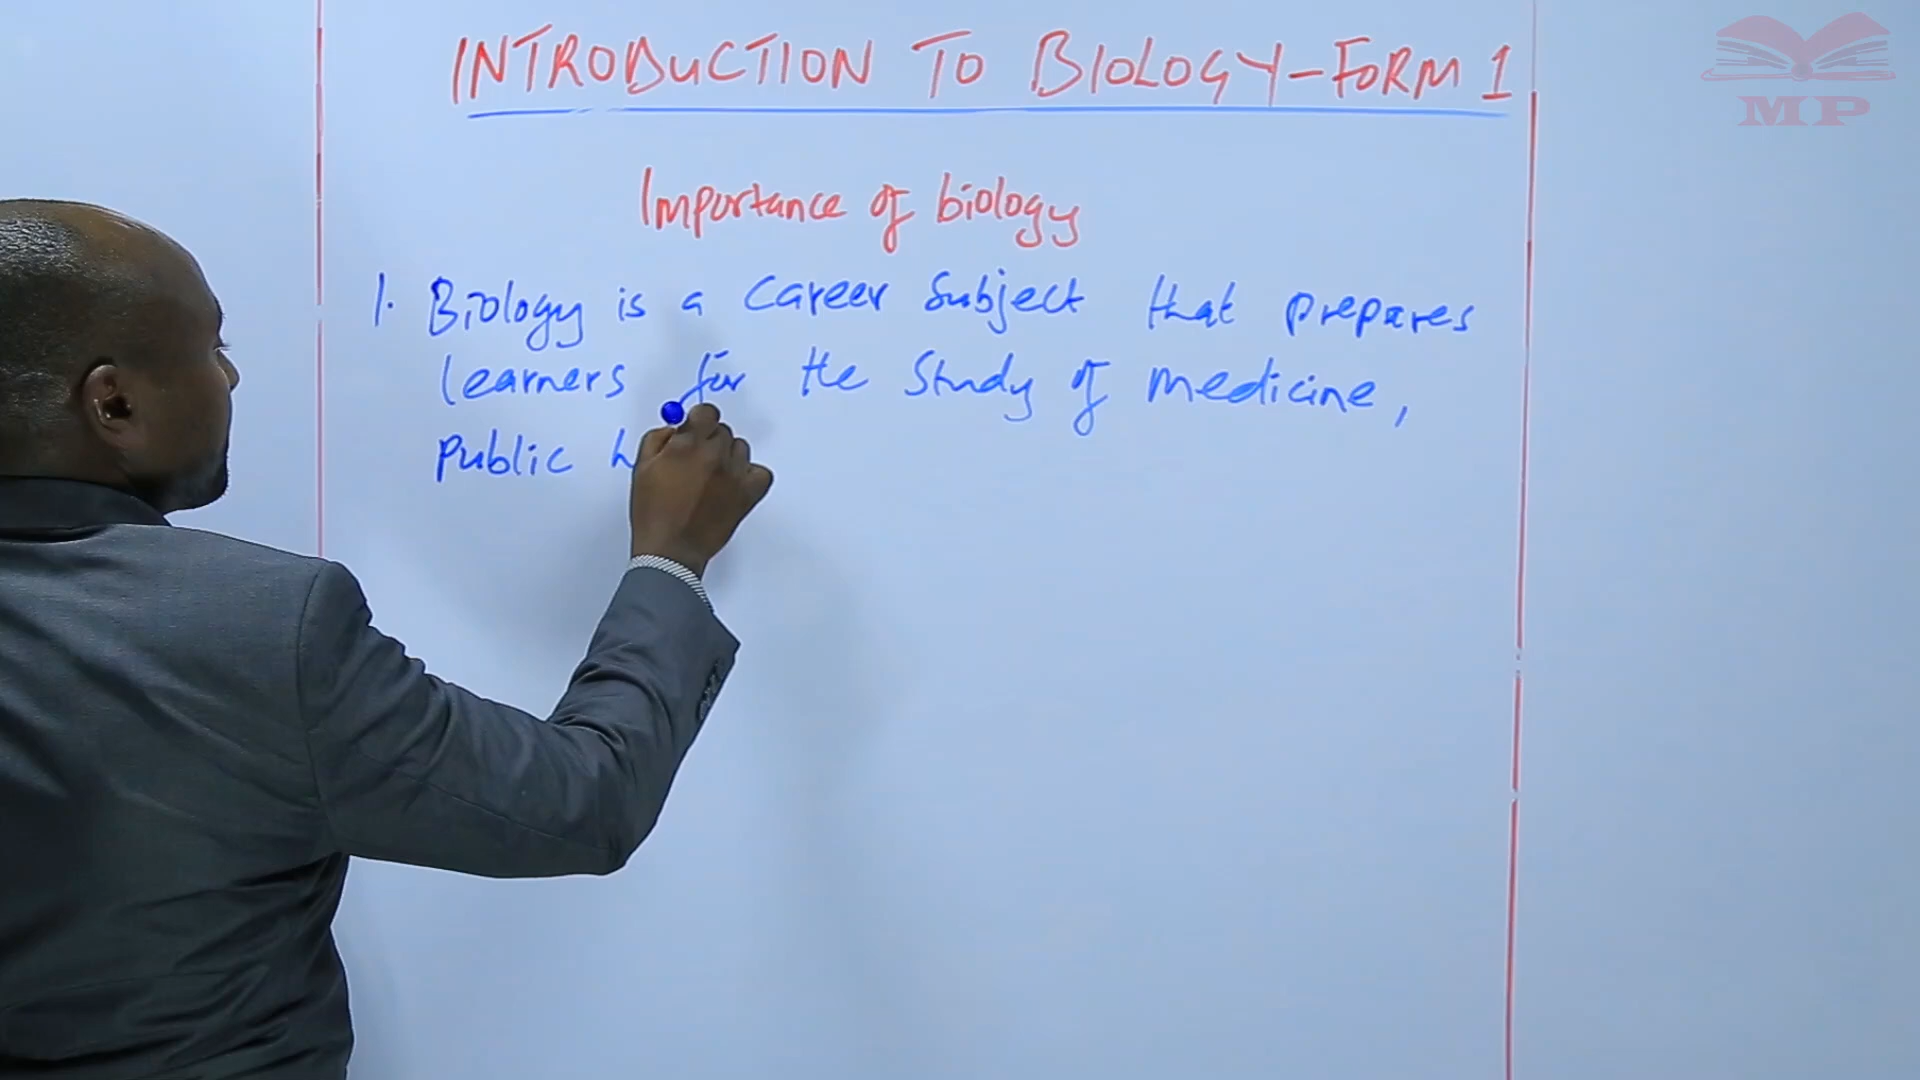 INTRODUCTION TO BIOLOGY-FORM 1
MP
Importance of biology
1. Biology is a career subject that prepares
learners for the study of medicine,
Public h